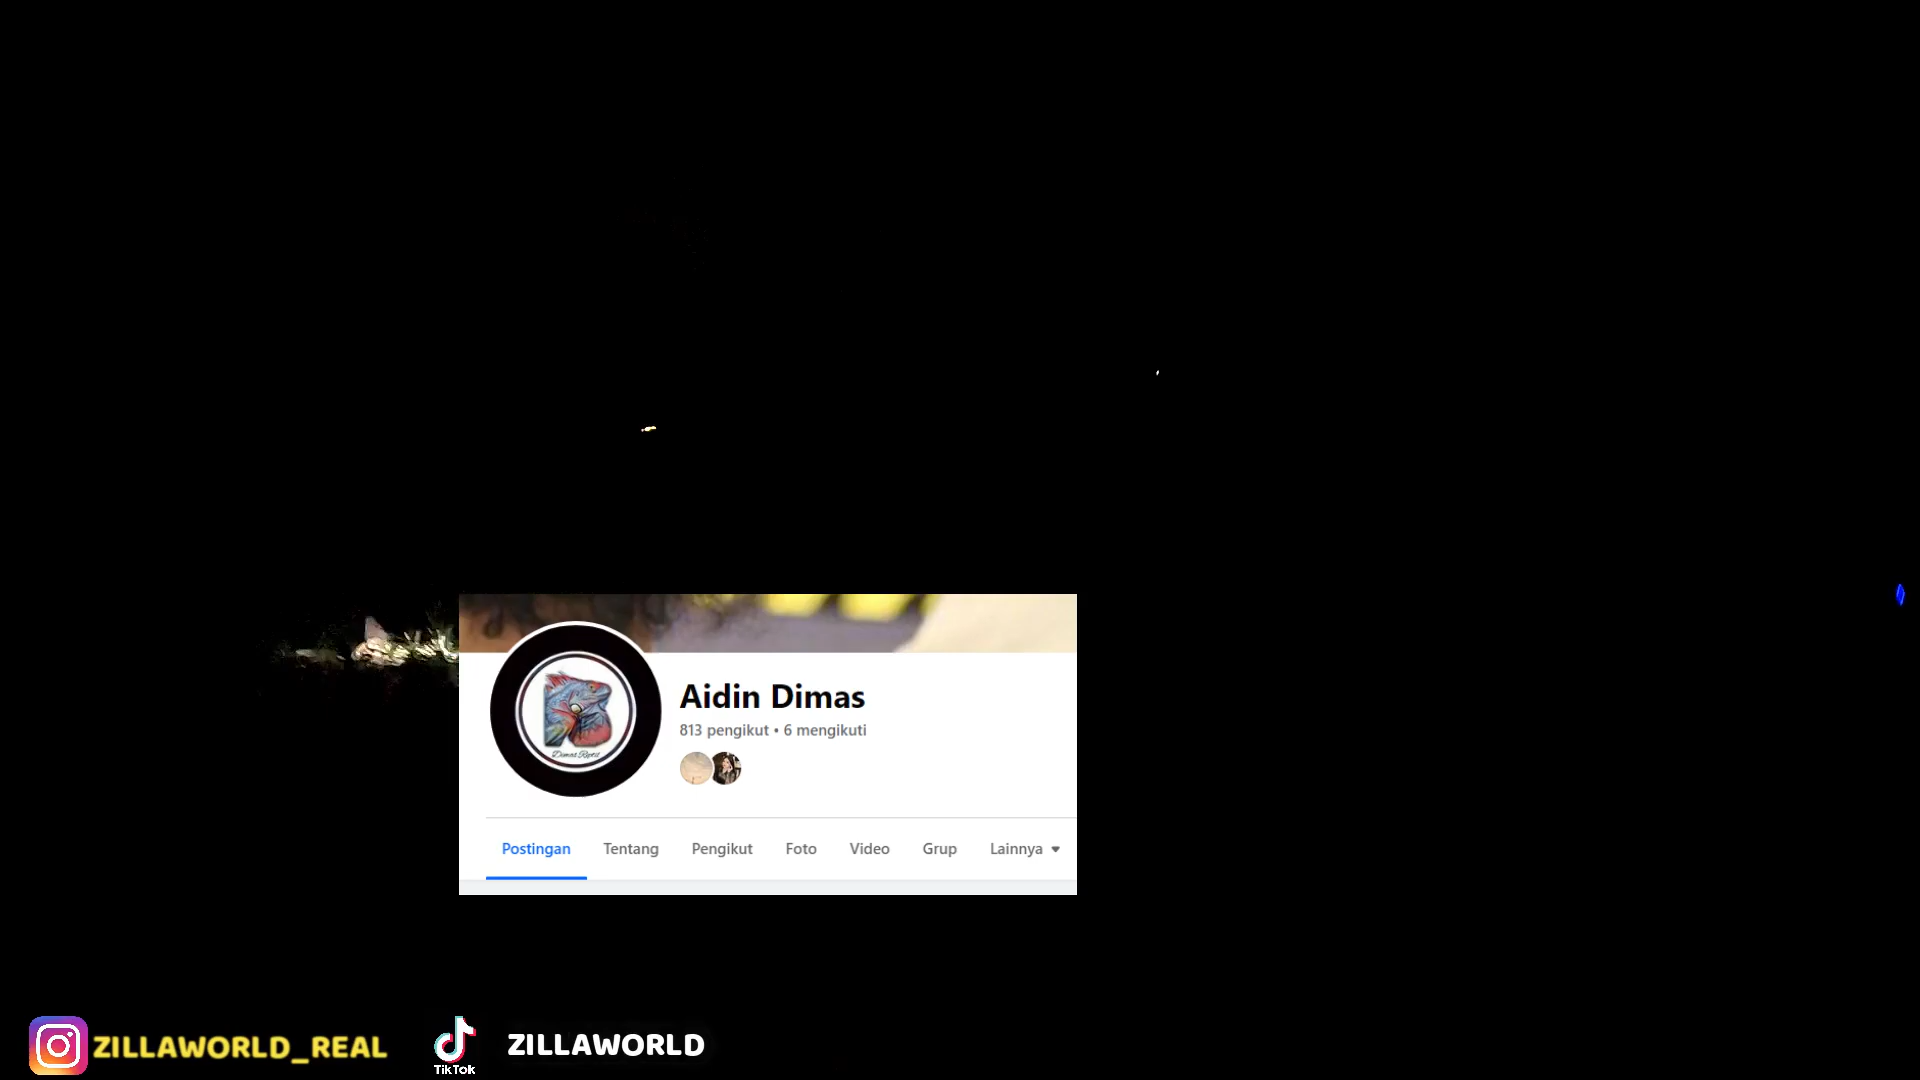 Aidin Dimas
813 pengikut • 6 mengikuti
Postingan Tentang Pengikut Foto Video Grup Lainnya
ZILLAWORLD_REAL
TikTok
ZILLAWORLD